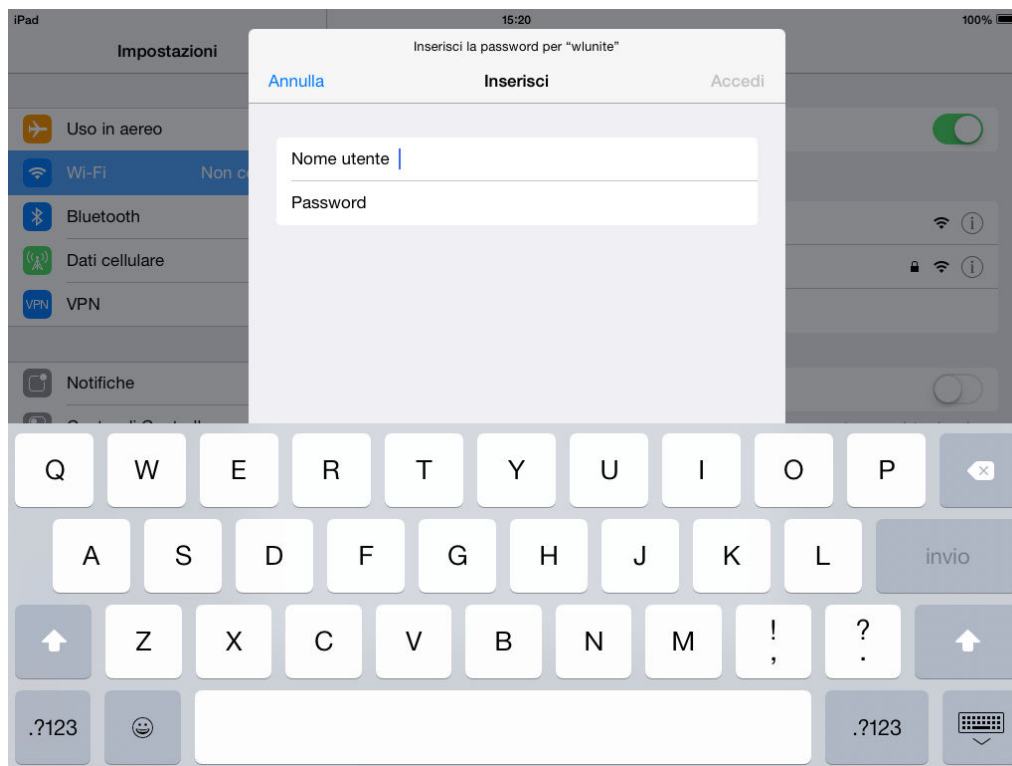 iPad 15:20 100%
Impostazioni
Inserisci la password per “wlunite”
Annulla Inserisci Accedi
Uso in aereo
Wi-Fi Non
Nome utente
Password
Bluetooth
Dati cellulare
VPN VPN
Notifiche
Q W E R T Y U I O P
A S D F G H J K L invio
Z X C V B N M ! , ? .
.?123 .?123